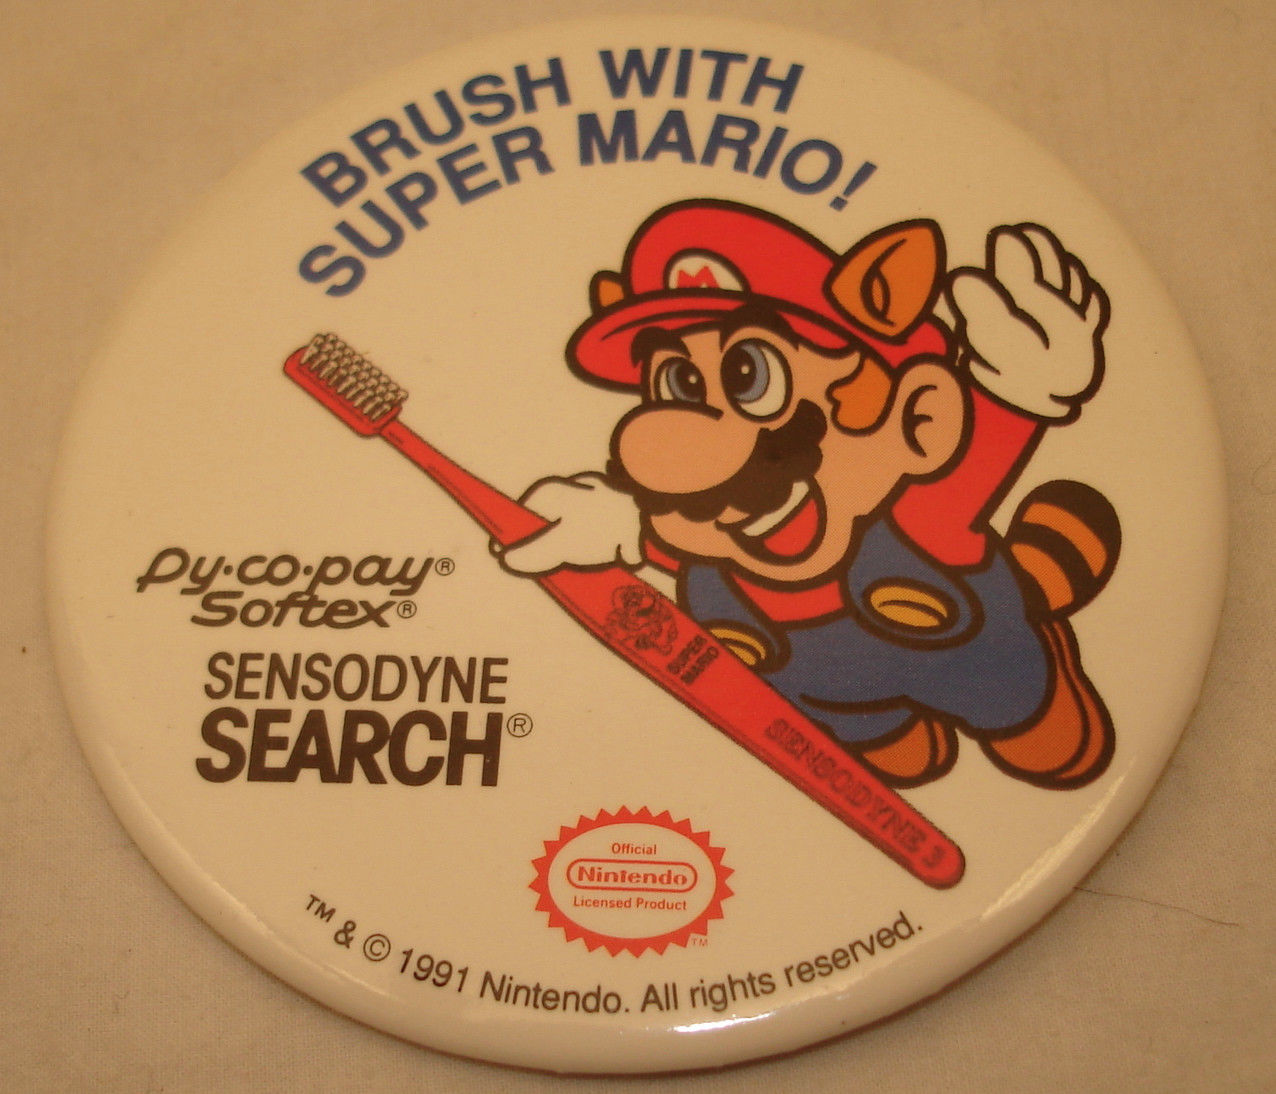 BRUSH WITH
SUPER MARIO!
M
Py·co·pay®
Softex®
SENSODYNE
SEARCH®
SUPER
MARIO
SENSODYNE 3
Official
Nintendo
Licensed Product
TM
TM & © 1991 Nintendo. All rights reserved.